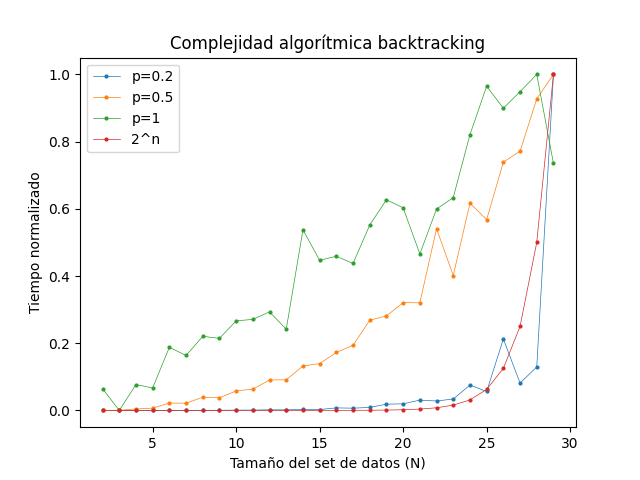 Complejidad algorítmica backtracking
p=0.2
p=0.5
p=1
2^n
Tiempo normalizado
1.0
0.8
0.6
0.4
0.2
0.0
5 10 15 20 25 30
Tamaño del set de datos (N)